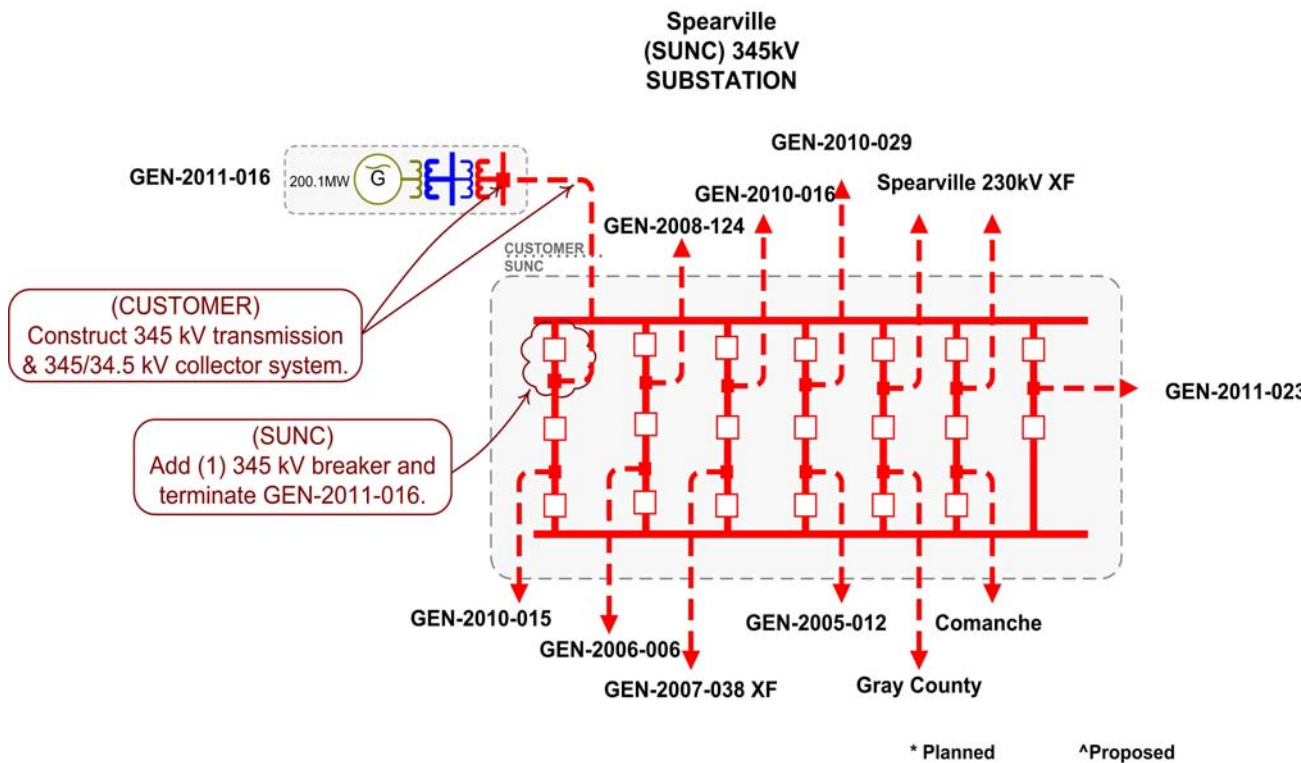 Spearville
(SUNC) 345kV
SUBSTATION
GEN-2010-029
GEN-2011-016
200.1MW
G
Spearville 230kV XF
GEN-2010-016
GEN-2008-124
CUSTOMER
SUNC
(CUSTOMER)
Construct 345 kV transmission
& 345/34.5 kV collector system.
GEN-2011-023
(SUNC)
Add (1) 345 kV breaker and
terminate GEN-2011-016.
GEN-2010-015
GEN-2005-012
Comanche
GEN-2006-006
GEN-2007-038 XF
Gray County
* Planned
^Proposed